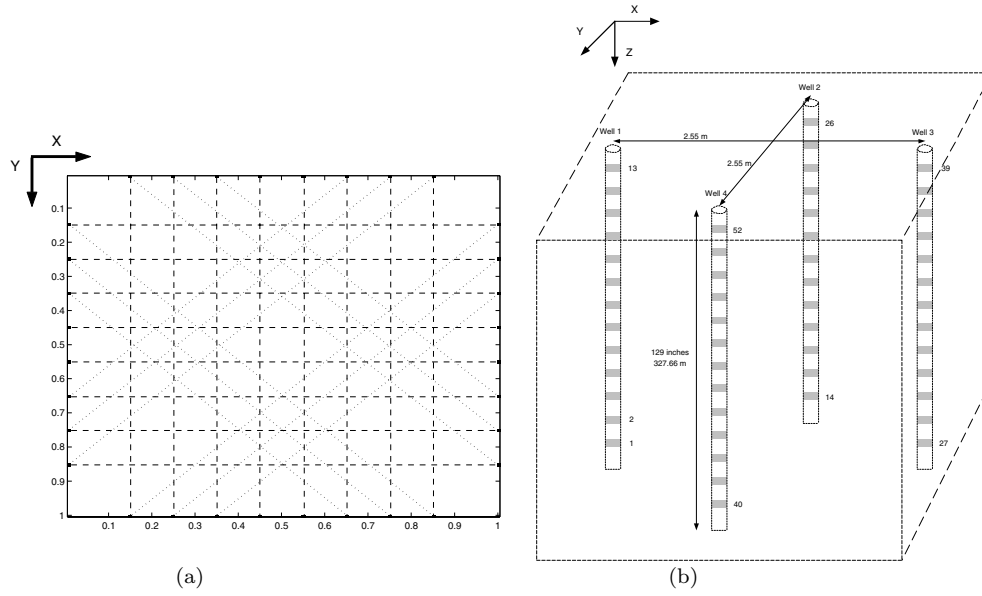 X
Y
0.1
0.2
0.3
0.4
0.5
0.6
0.7
0.8
0.9
1
0.1 0.2 0.3 0.4 0.5 0.6 0.7 0.8 0.9 1
(a)
X
Y
Z
Well 2
26
Well 1
2.55 m
Well 3
13
2.55 m
39
Well 4
52
129 inches
327.66 m
14
2
1
27
40
(b)